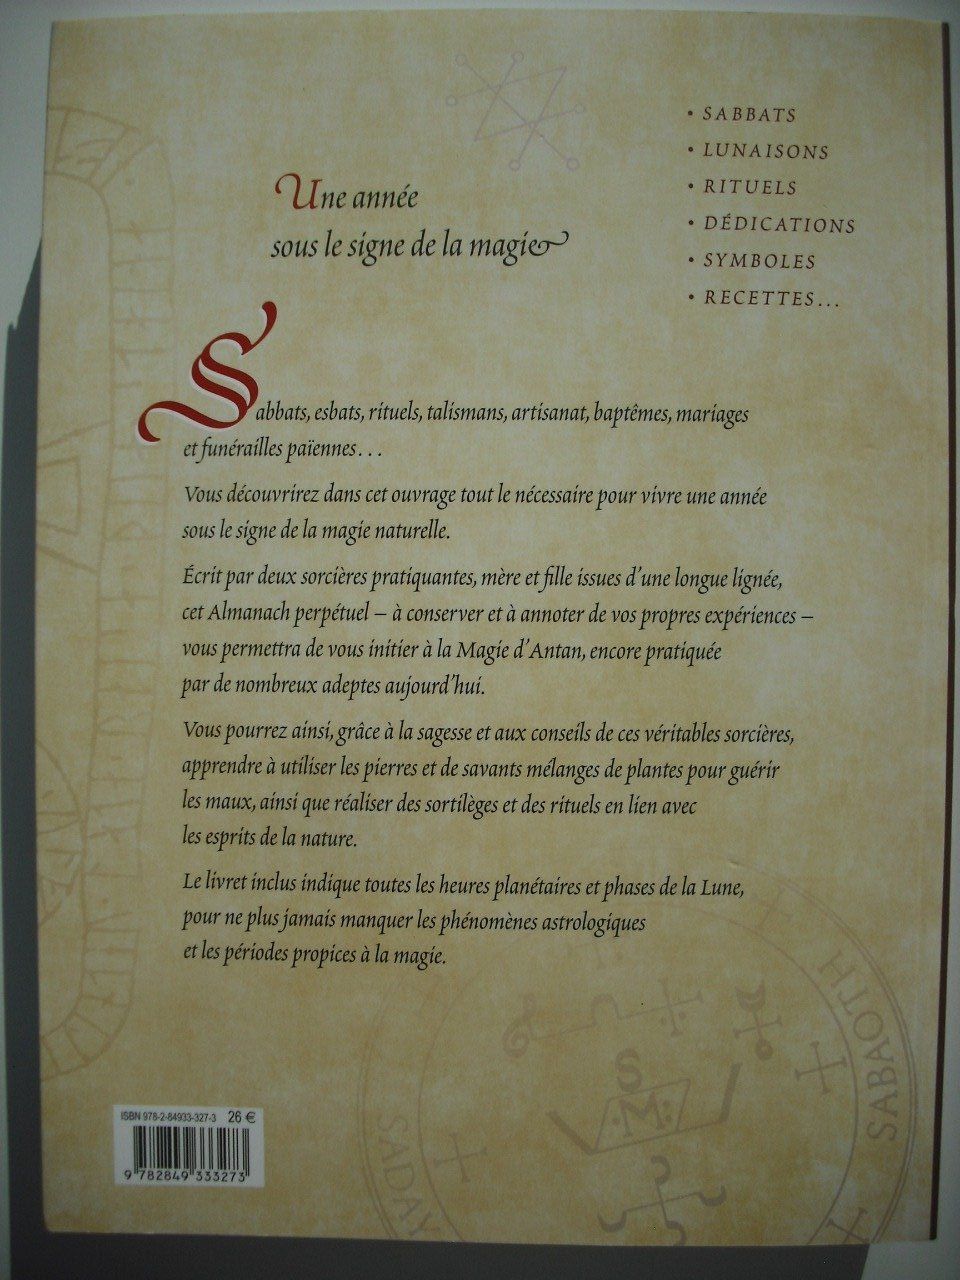 • SABBATS
• LUNAISONS
• RITUELS
• DÉDICATIONS
• SYMBOLES
• RECETTES...
Une année
sous le signe de la magie
Sabbats, esbats, rituels, talismans, artisanat, baptêmes, mariages
et funérailles païennes...
Vous découvrirez dans cet ouvrage tout le nécessaire pour vivre une année
sous le signe de la magie naturelle.
Écrit par deux sorcières pratiquantes, mère et fille issues d'une longue lignée,
cet Almanach perpétuel – à conserver et à annoter de vos propres expériences –
vous permettra de vous initier à la Magie d'Antan, encore pratiquée
par de nombreux adeptes aujourd'hui.
Vous pourrez ainsi, grâce à la sagesse et aux conseils de ces véritables sorcières,
apprendre à utiliser les pierres et de savants mélanges de plantes pour guérir
les maux, ainsi que réaliser des sortilèges et des rituels en lien avec
les esprits de la nature.
Le livret inclus indique toutes les heures planétaires et phases de la Lune,
pour ne plus jamais manquer les phénomènes astrologiques
et les périodes propices à la magie.
SABAOTH
S
M:
SADAY
ISBN 978-2-84933-327-3 26 €
9 782849 333273